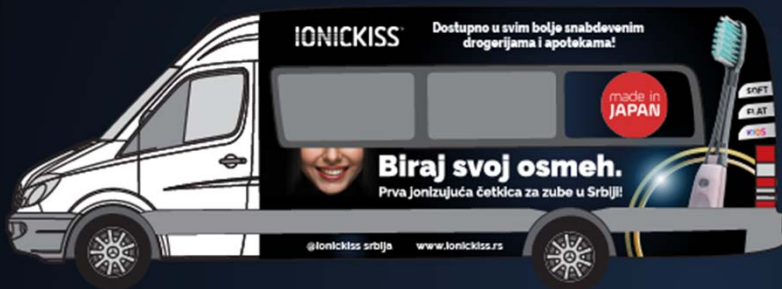 IONICKISS
Dostupno u svim bolje snabdevenim
drogerijama i apotekama!
made in
JAPAN
SOFT
FLAT
KIDS
Biraj svoj osmeh.
Prva jonizujuća četkica za zube u Srbiji!
@ionickiss srbija www.ionickiss.rs